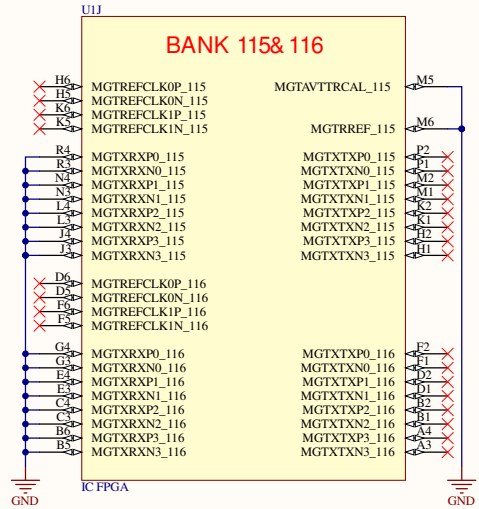 U1J
BANK 115& 116
H6 MGTREFCLK0P_115 MGTAVTTRCAL_115 M5
H5 MGTREFCLK0N_115
K6 MGTREFCLK1P_115
K5 MGTREFCLK1N_115 MGTRREF_115 M6
R4 MGTXRXP0_115 MGTXTXP0_115 P2
R3 MGTXRXN0_115 MGTXTXN0_115 P1
N4 MGTXRXP1_115 MGTXTXP1_115 M2
N3 MGTXRXN1_115 MGTXTXN1_115 M1
L4 MGTXRXP2_115 MGTXTXP2_115 K2
L3 MGTXRXN2_115 MGTXTXN2_115 K1
J4 MGTXRXP3_115 MGTXTXP3_115 H2
J3 MGTXRXN3_115 MGTXTXN3_115 H1
D6 MGTREFCLK0P_116
D5 MGTREFCLK0N_116
F6 MGTREFCLK1P_116
F5 MGTREFCLK1N_116
G4 MGTXRXP0_116 MGTXTXP0_116 F2
G3 MGTXRXN0_116 MGTXTXN0_116 F1
E4 MGTXRXP1_116 MGTXTXP1_116 D2
E3 MGTXRXN1_116 MGTXTXN1_116 D1
C4 MGTXRXP2_116 MGTXTXP2_116 B2
C3 MGTXRXN2_116 MGTXTXN2_116 B1
B6 MGTXRXP3_116 MGTXTXP3_116 A4
B5 MGTXRXN3_116 MGTXTXN3_116 A3
IC FPGA
GND GND